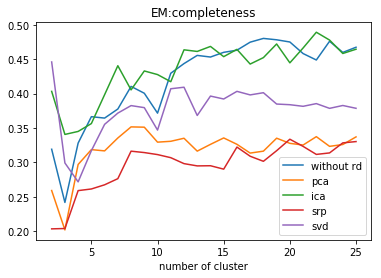 EM:completeness
0.50
0.45
0.40
0.35
0.30
0.25
0.20
without rd
pca
ica
srp
svd
5 10 15 20 25
number of cluster